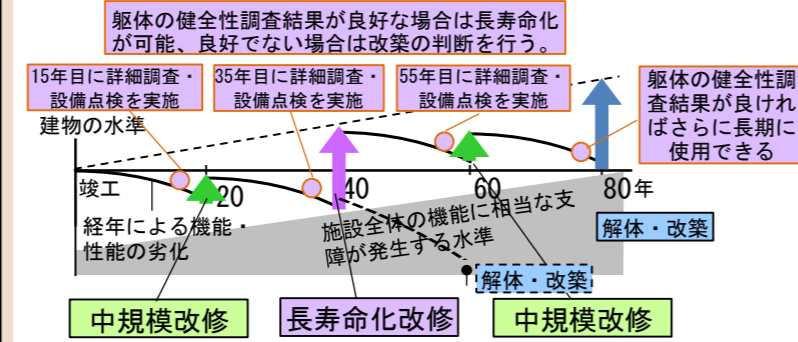 躯体の健全性調査結果が良好な場合は長寿命化
が可能、良好でない場合は改築の判断を行う。
15年目に詳細調査・
設備点検を実施
35年目に詳細調査・
設備点検を実施
55年目に詳細調査・
設備点検を実施
躯体の健全性調
査結果が良けれ
ばさらに長期に
使用できる
建物の水準
竣工
20
40
60
80年
経年による機能・
性能の劣化
施設全体の機能に相当な支
障が発生する水準
解体・改築
解体・改築
中規模改修
長寿命化改修
中規模改修